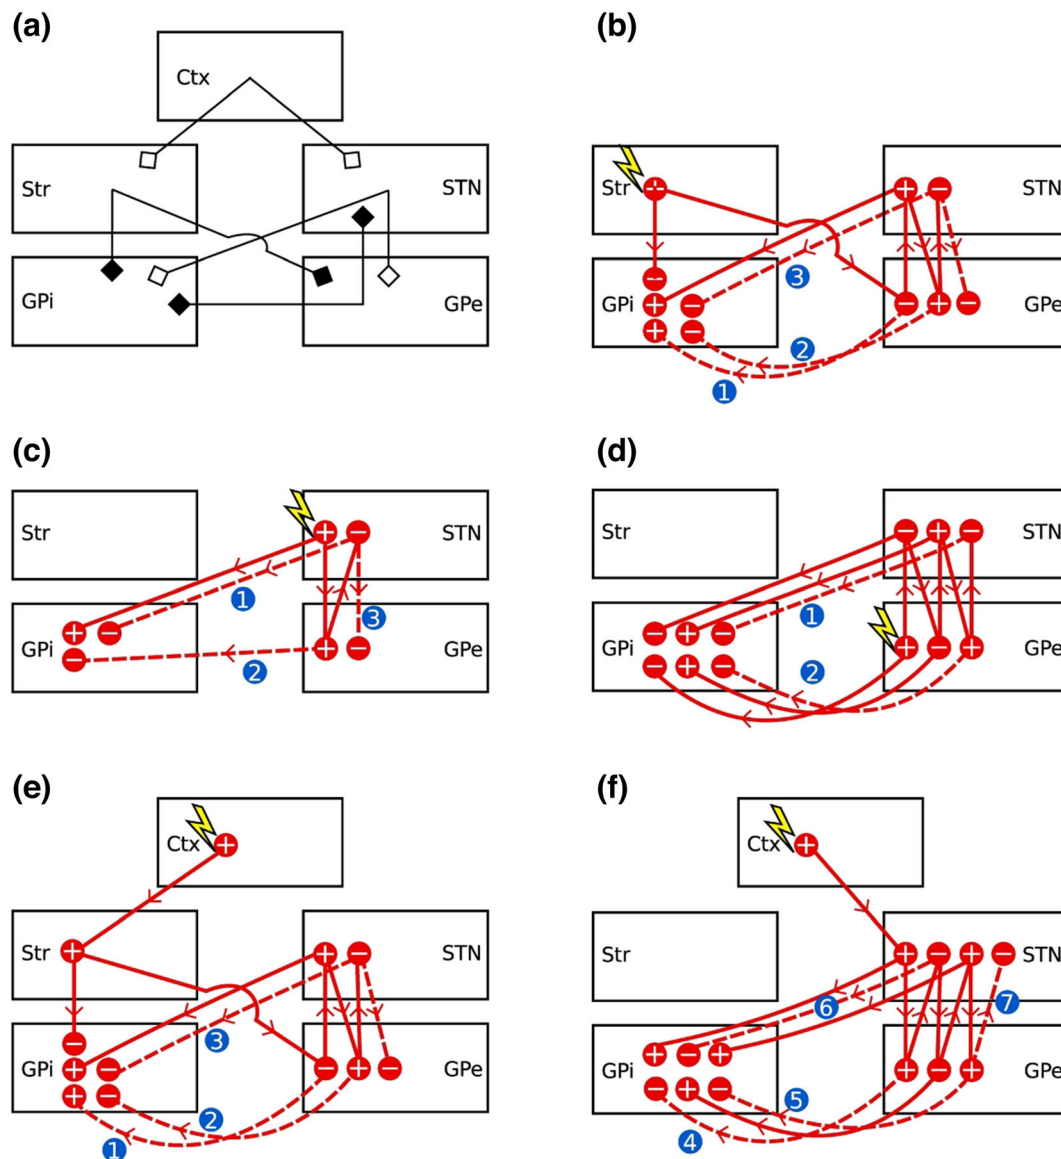 (a)
Ctx
Str
STN
GPi
GPe
(b)
Str
STN
GPi
GPe
3
2
1
(c)
Str
STN
GPi
GPe
1
3
2
(d)
Str
STN
GPi
GPe
1
2
(e)
Ctx
Str
STN
GPi
GPe
3
2
1
(f)
Ctx
Str
STN
GPi
GPe
6
7
5
4